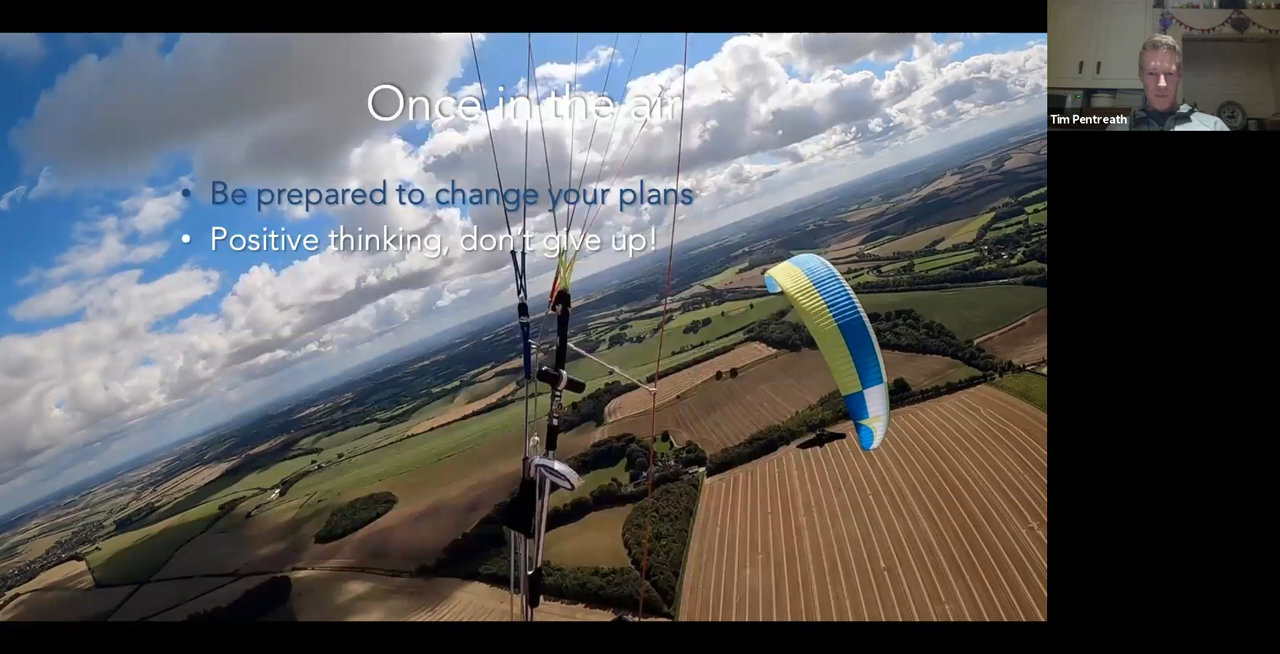 Once in the air
• Be prepared to change your plans
• Positive thinking, don't give up!
Tim Pentreath